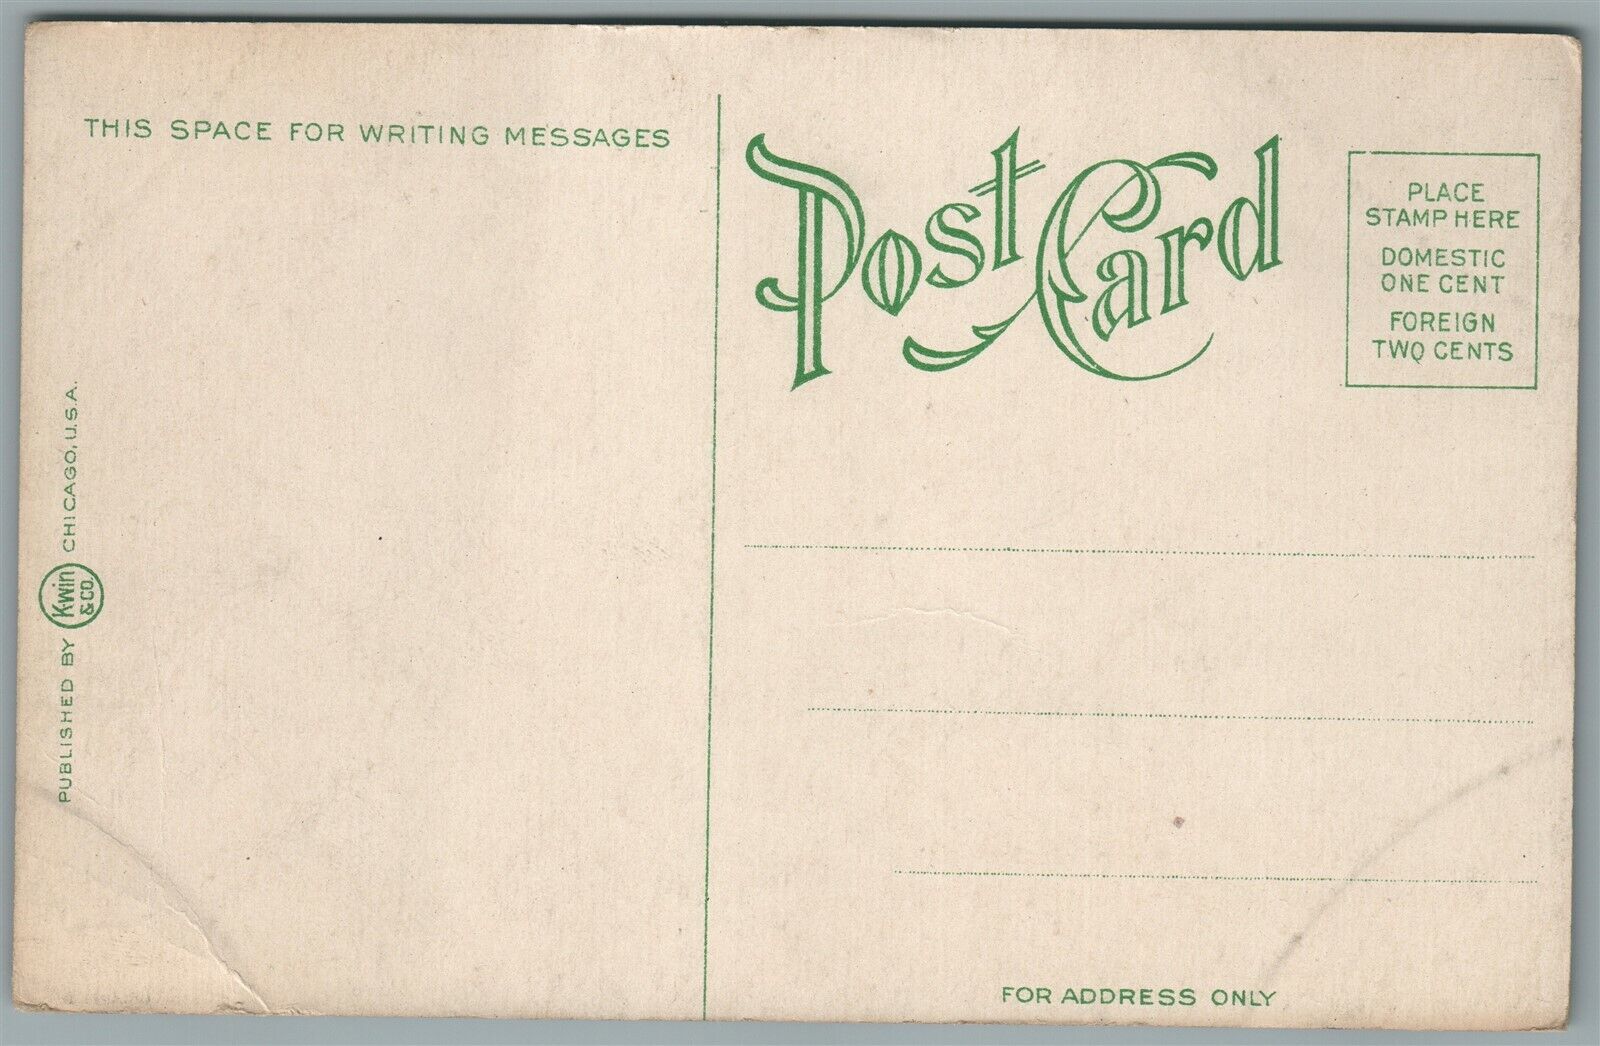 THIS SPACE FOR WRITING MESSAGES
Post Card
PLACE
STAMP HERE
DOMESTIC
ONE CENT
FOREIGN
TWO CENTS
PUBLISHED BY K-win & CO. CHICAGO, U.S.A.
FOR ADDRESS ONLY